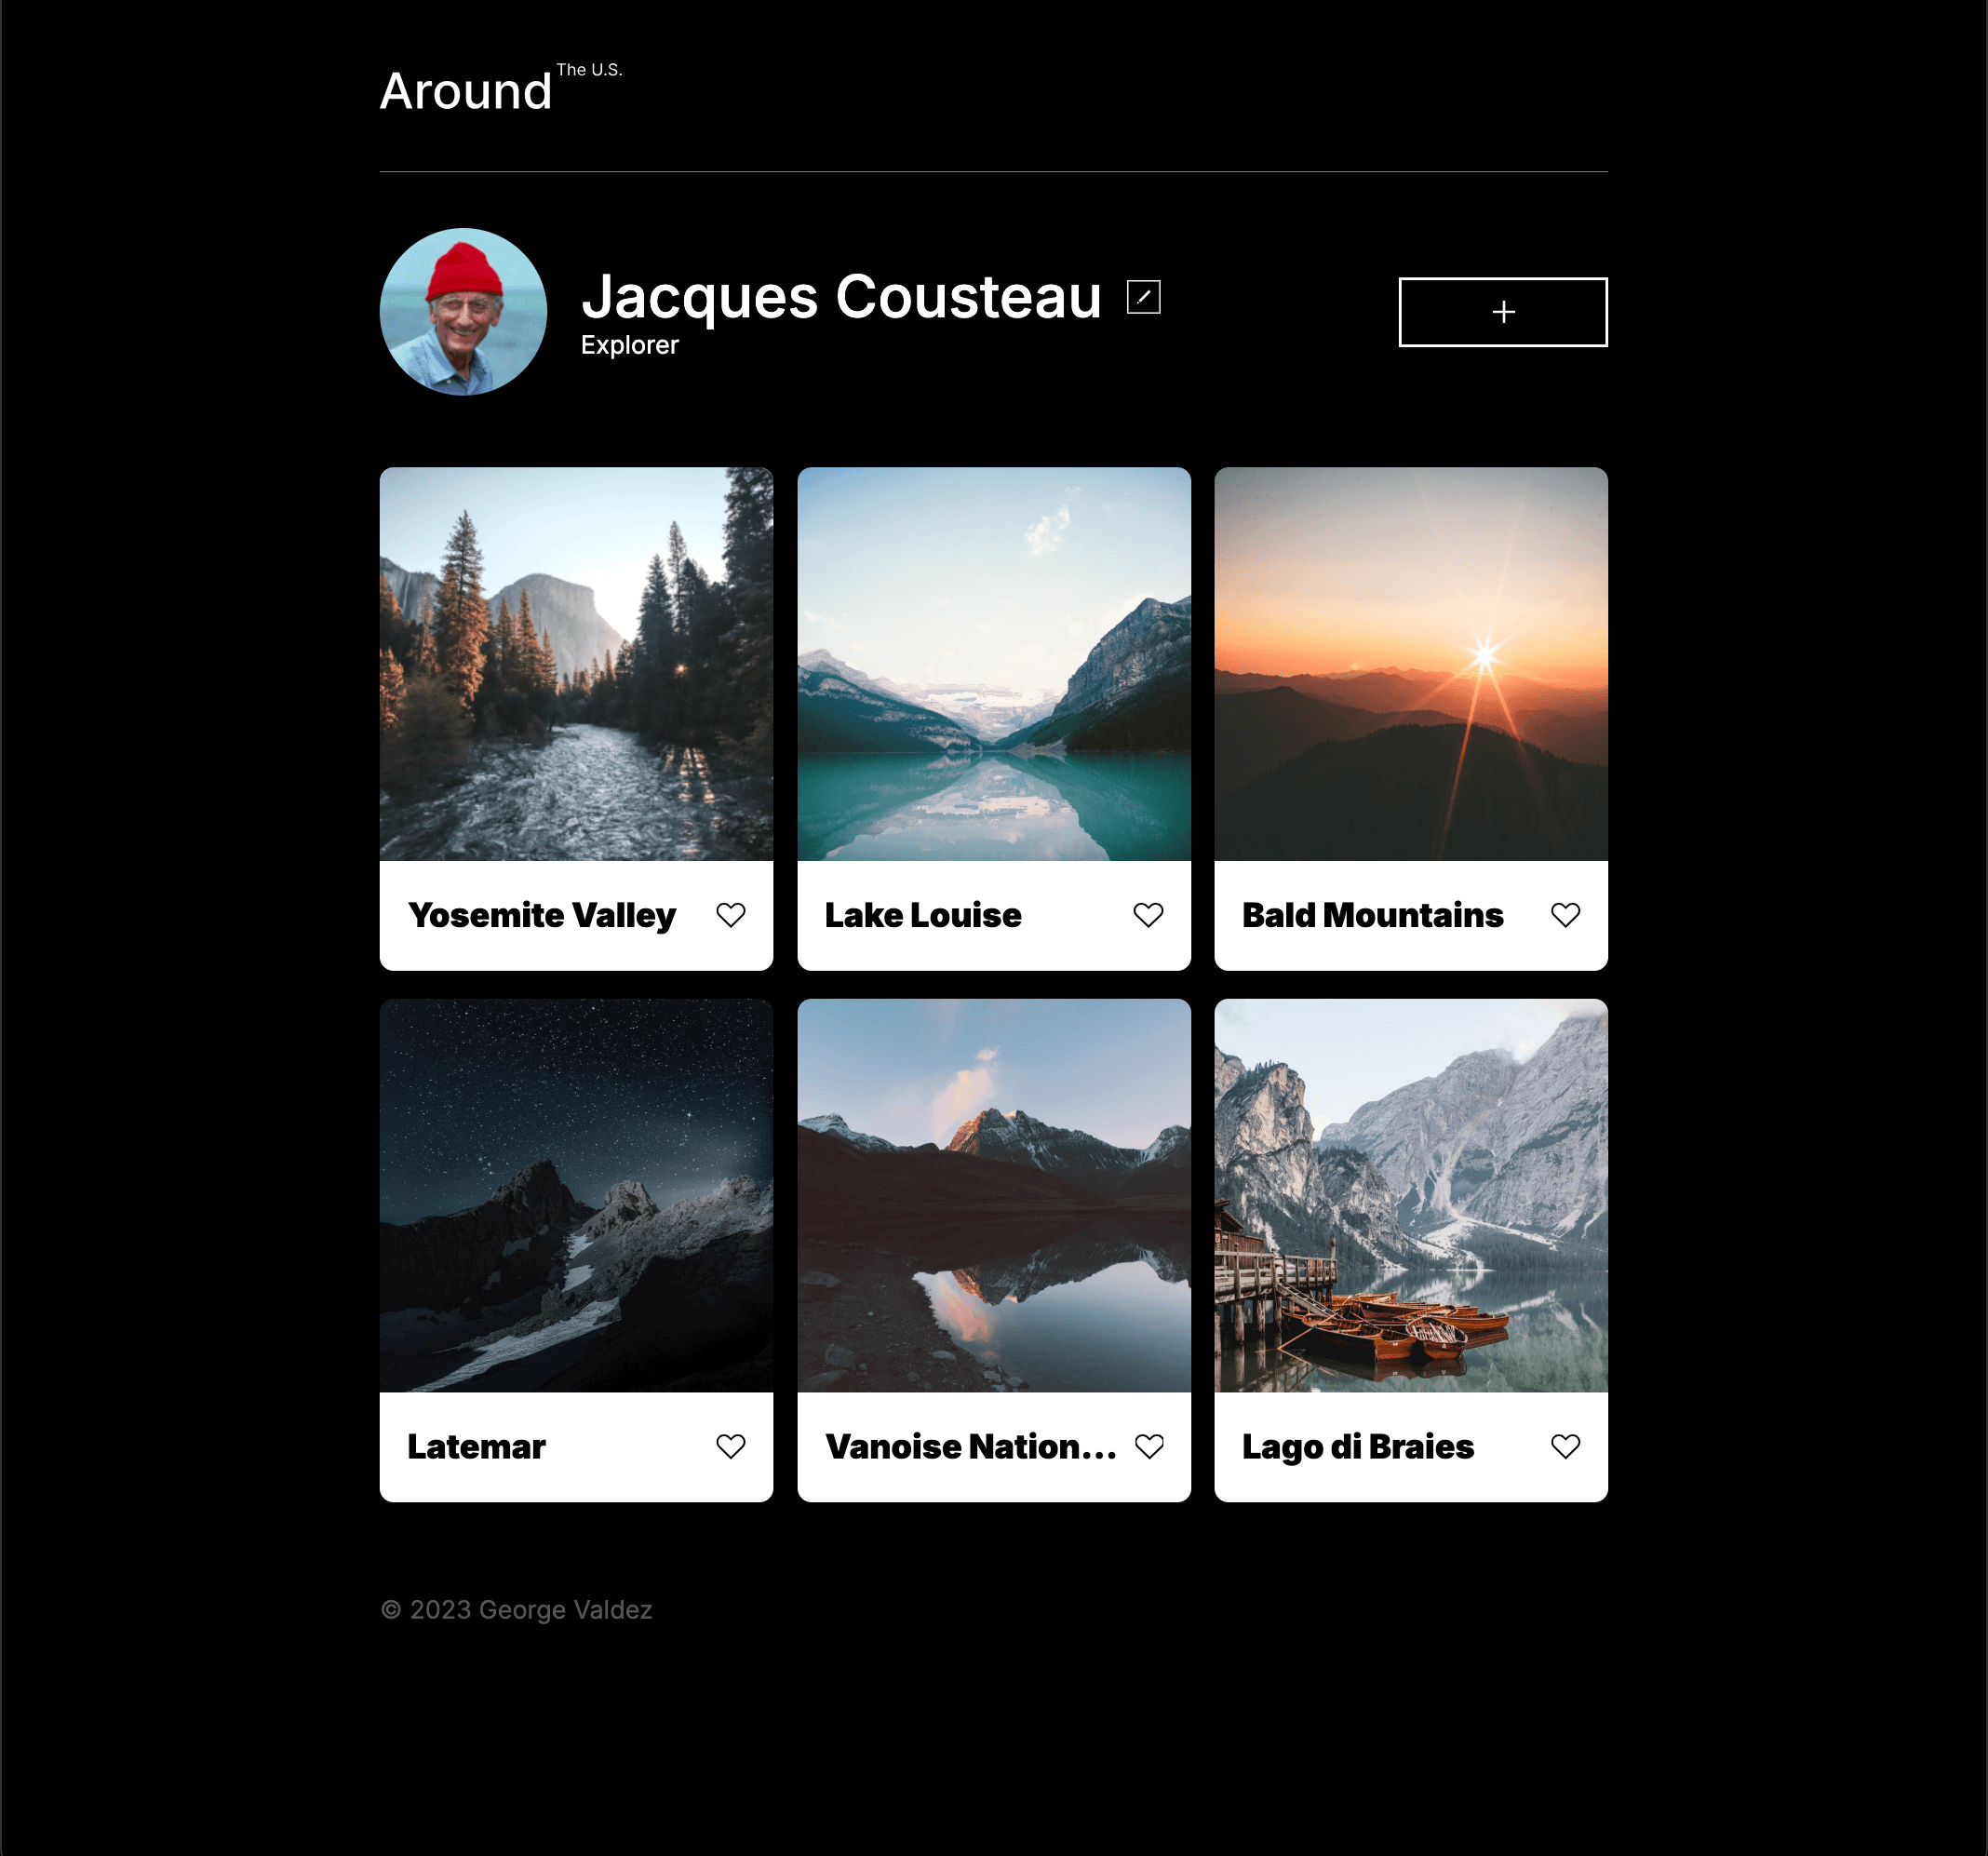 Around The U.S.
Jacques Cousteau
Explorer
Yosemite Valley
Lake Louise
Bald Mountains
Latemar
Vanoise Nation...
Lago di Braies
© 2023 George Valdez